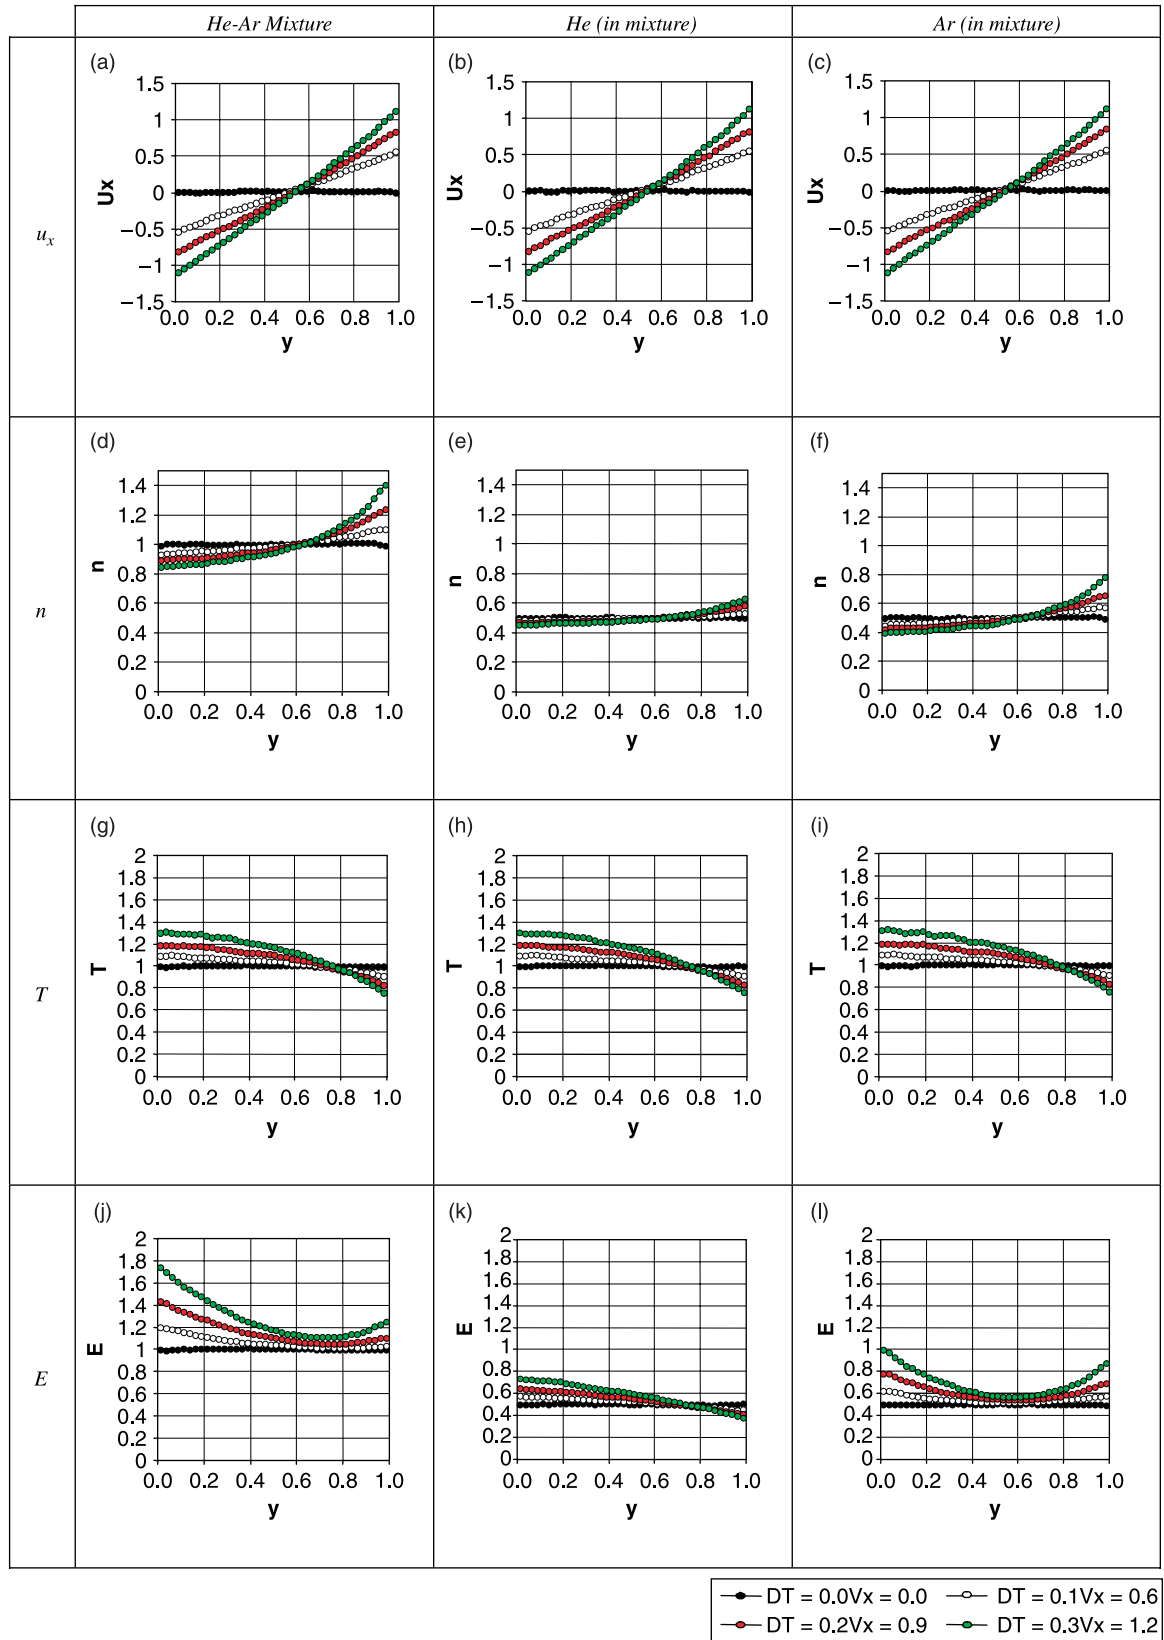 He-Ar Mixture He (in mixture) Ar (in mixture)
u_x
(a)
1.5
1
0.5
0
−0.5
−1
−1.5
Ux
0.0 0.2 0.4 0.6 0.8 1.0
y
(b)
1.5
1
0.5
0
−0.5
−1
−1.5
Ux
0.0 0.2 0.4 0.6 0.8 1.0
y
(c)
1.5
1
0.5
0
−0.5
−1
−1.5
Ux
0.0 0.2 0.4 0.6 0.8 1.0
y
n
(d)
1.4
1.2
1.0
0.8
0.6
0.4
0.2
0
n
0.0 0.2 0.4 0.6 0.8 1.0
y
(e)
1.4
1.2
1.0
0.8
0.6
0.4
0.2
0
n
0.0 0.2 0.4 0.6 0.8 1.0
y
(f)
1.4
1.2
1.0
0.8
0.6
0.4
0.2
0
n
0.0 0.2 0.4 0.6 0.8 1.0
y
T
(g)
2
1.8
1.6
1.4
1.2
1
0.8
0.6
0.4
0.2
0
T
0.0 0.2 0.4 0.6 0.8 1.0
y
(h)
2
1.8
1.6
1.4
1.2
1
0.8
0.6
0.4
0.2
0
T
0.0 0.2 0.4 0.6 0.8 1.0
y
(i)
2
1.8
1.6
1.4
1.2
1
0.8
0.6
0.4
0.2
0
T
0.0 0.2 0.4 0.6 0.8 1.0
y
E
(j)
2
1.8
1.6
1.4
1.2
1
0.8
0.6
0.4
0.2
0
E
0.0 0.2 0.4 0.6 0.8 1.0
y
(k)
2
1.8
1.6
1.4
1.2
1
0.8
0.6
0.4
0.2
0
E
0.0 0.2 0.4 0.6 0.8 1.0
y
(l)
2
1.8
1.6
1.4
1.2
1
0.8
0.6
0.4
0.2
0
E
0.0 0.2 0.4 0.6 0.8 1.0
y
DT = 0.0Vx = 0.0 DT = 0.1Vx = 0.6
DT = 0.2Vx = 0.9 DT = 0.3Vx = 1.2